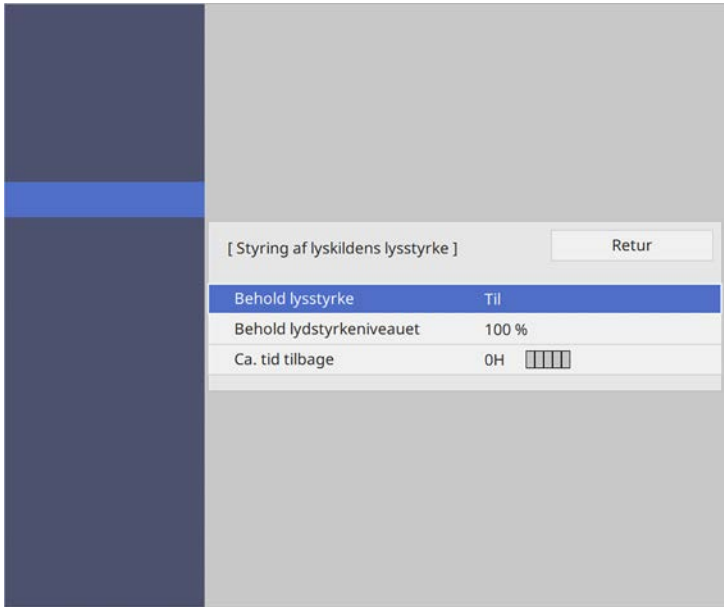 [ Styring af lyskildens lysstyrke ] Retur
Behold lysstyrke Til
Behold lydstyrkeniveauet 100 %
Ca. tid tilbage 0H